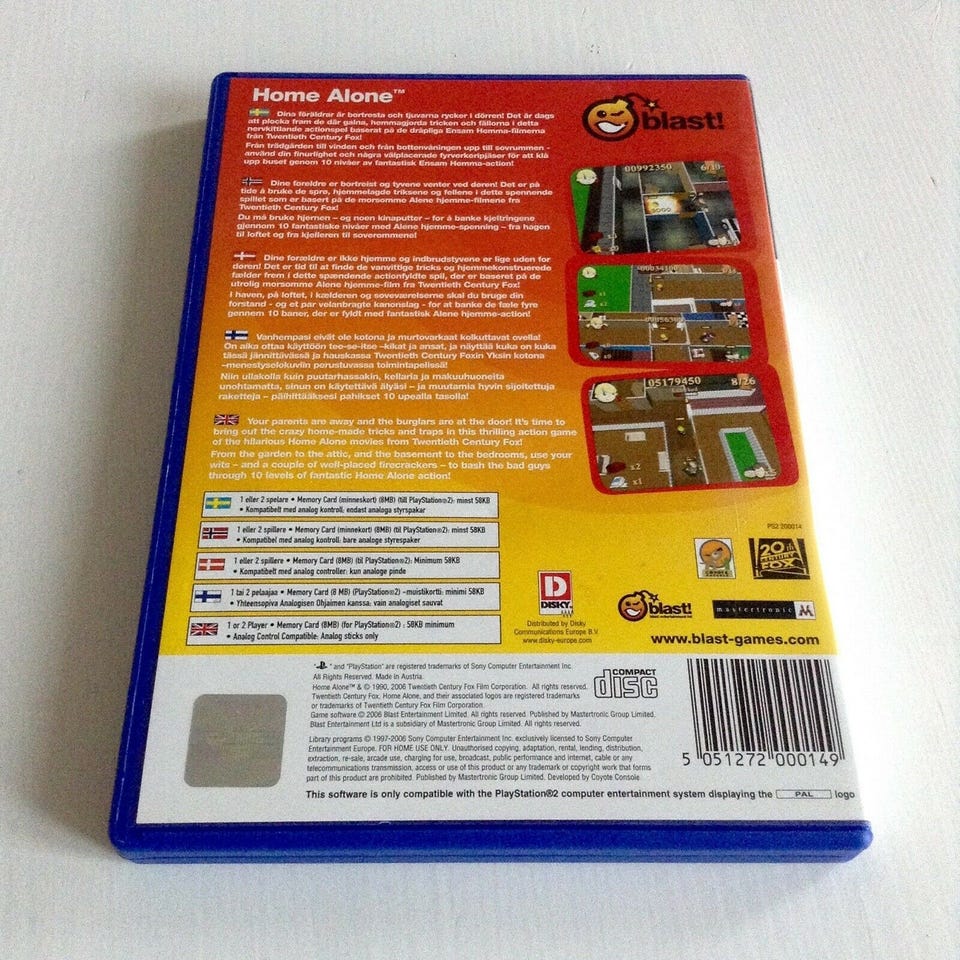 Home Alone™
blast!
Dina föräldrar är bortresta och tjuvarna rycker i dörren! Det är dags
att plocka fram de där galna, hemmagjorda tricken och fällorna i detta
nervkittlande actionspel baserat på de dråpliga Ensam Hemma-filmerna
från Twentieth Century Fox!
Från trädgården till vinden och från bottenvåningen upp till sovrummen -
använd din finurlighet och några välplacerade fyrverkeripjäser för att klå
upp buset genom 10 nivåer av fantastisk Ensam Hemma-action!
Dine foreldre er bortreist og tyvene venter ved døren! Det er på
tide å bruke de sprø, hjemmelagde triksene og fellene i dette spennende
spillet som er basert på de morsomme Alene hjemme-filmene fra
Twentieth Century Fox!
Du må bruke hjernen – og noen kinaputter – for å banke kjeltringene
gjennom 10 fantastiske nivåer med Alene hjemme-spenning – fra hagen
til loftet og fra kjelleren til soverommene!
Dine forældre er ikke hjemme og indbrudstyvene er lige uden for
døren! Det er tid til at finde de vanvittige tricks og hjemmekonstruerede
fælder frem i dette spændende actionfyldte spil, der er baseret på de
utrolig morsomme Alene hjemme-film fra Twentieth Century Fox!
I haven, på loftet, i kælderen og soveværelserne skal du bruge din
forstand - og et par velanbragte kanonslag - for at banke de fæle fyre
gennem 10 baner, der er fyldt med fantastisk Alene hjemme-action!
Vanhempasi eivät ole kotona ja murtovarkaat kolkuttavat ovella!
On aika ottaa käyttöön tee-se-itse –kikat ja ansat, ja näyttää kuka on kuka
tässä jännittävässä ja hauskassa Twentieth Century Foxin Yksin kotona
–menestyselokuviin perustuvassa toimintapelissä!
Niin ullakolla kuin puutarhassakin, kellaria ja makuuhuoneita
unohtamatta, sinun on käytettävä älyäsi – ja muutamia hyvin sijoitettuja
raketteja – päihittääksesi pahikset 10 upealla tasolla!
Your parents are away and the burglars are at the door! It's time to
bring out the crazy home-made tricks and traps in this thrilling action game
of the hilarious Home Alone movies from Twentieth Century Fox!
From the garden to the attic, and the basement to the bedrooms, use your
wits – and a couple of well-placed firecrackers – to bash the bad guys
through 10 levels of fantastic Home Alone action!
00992350 6/10
05179450 8/26
x2
x1
1 eller 2 spelare • Memory Card (minneskort) (8MB) (till PlayStation®2): minst 58KB
• Kompatibelt med analog kontroll: endast analoga styrspakar
1 eller 2 spillere • Memory Card (minnekort) (8MB) (til PlayStation®2): minst 58KB
• Kompatibel med analog kontroll: bare analoge styrespaker
1 eller 2 spillere • Memory Card (8MB) (til PlayStation®2): Minimum 58KB
• Kompatibelt med analog controller: kun analoge pinde
1 tai 2 pelaajaa • Memory Card (8 MB) (PlayStation®2) –muistikortti: minimi 58KB
• Yhteensopiva Analogisen Ohjaimen kanssa: vain analogiset sauvat
1 or 2 Player • Memory Card (8MB) (for PlayStation®2) : 58KB minimum
• Analog Control Compatible: Analog sticks only
PS2 200014
20th
CENTURY
FOX
D
DISKY
Distributed by Disky
Communications Europe B.V.
www.disky-europe.com
blast!
mastertronic
www.blast-games.com
" " and "PlayStation" are registered trademarks of Sony Computer Entertainment Inc.
All Rights Reserved. Made in Austria.
Home Alone™ & © 1990, 2006 Twentieth Century Fox Film Corporation. All rights reserved.
Twentieth Century Fox, Home Alone, and their associated logos are registered trademarks
or trademarks of Twentieth Century Fox Film Corporation.
Game software © 2006 Blast Entertainment Limited. All rights reserved. Published by Mastertronic Group Limited.
Blast Entertainment Ltd is a subsidiary of Mastertronic Group Limited. All rights reserved.
Library programs © 1997-2006 Sony Computer Entertainment Inc. exclusively licensed to Sony Computer
Entertainment Europe. FOR HOME USE ONLY. Unauthorised copying, adaptation, rental, lending, distribution,
extraction, re-sale, arcade use, charging for use, broadcast, public performance and internet, cable or any
telecommunications transmission, access or use of this product or any trademark or copyright work that forms
part of this product are prohibited. Published by Mastertronic Group Limited. Developed by Coyote Console.
COMPACT
disc
5 051272 000149
This software is only compatible with the PlayStation®2 computer entertainment system displaying the PAL logo